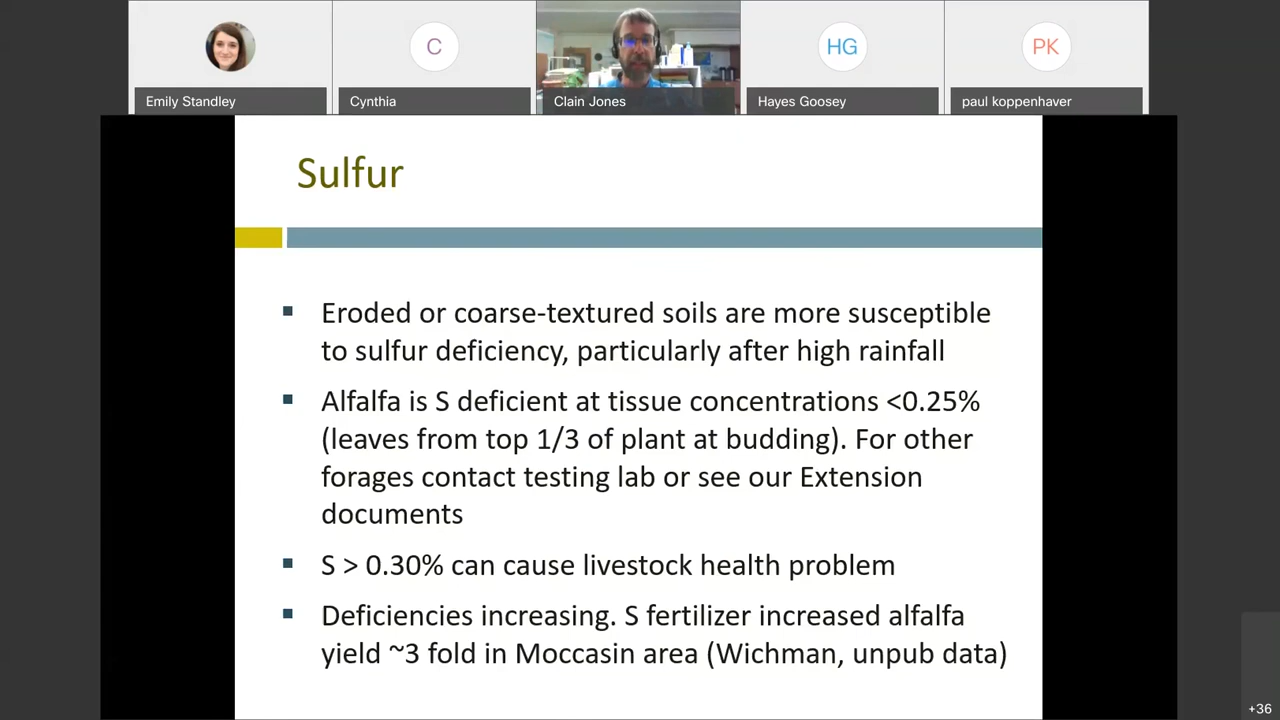 Emily Standley
C
Cynthia
Clain Jones
HG
Hayes Goosey
PK
paul koppenhaver
Sulfur
Eroded or coarse-textured soils are more susceptible
to sulfur deficiency, particularly after high rainfall
Alfalfa is S deficient at tissue concentrations <0.25%
(leaves from top 1/3 of plant at budding). For other
forages contact testing lab or see our Extension
documents
S > 0.30% can cause livestock health problem
Deficiencies increasing. S fertilizer increased alfalfa
yield ~3 fold in Moccasin area (Wichman, unpub data)
+36